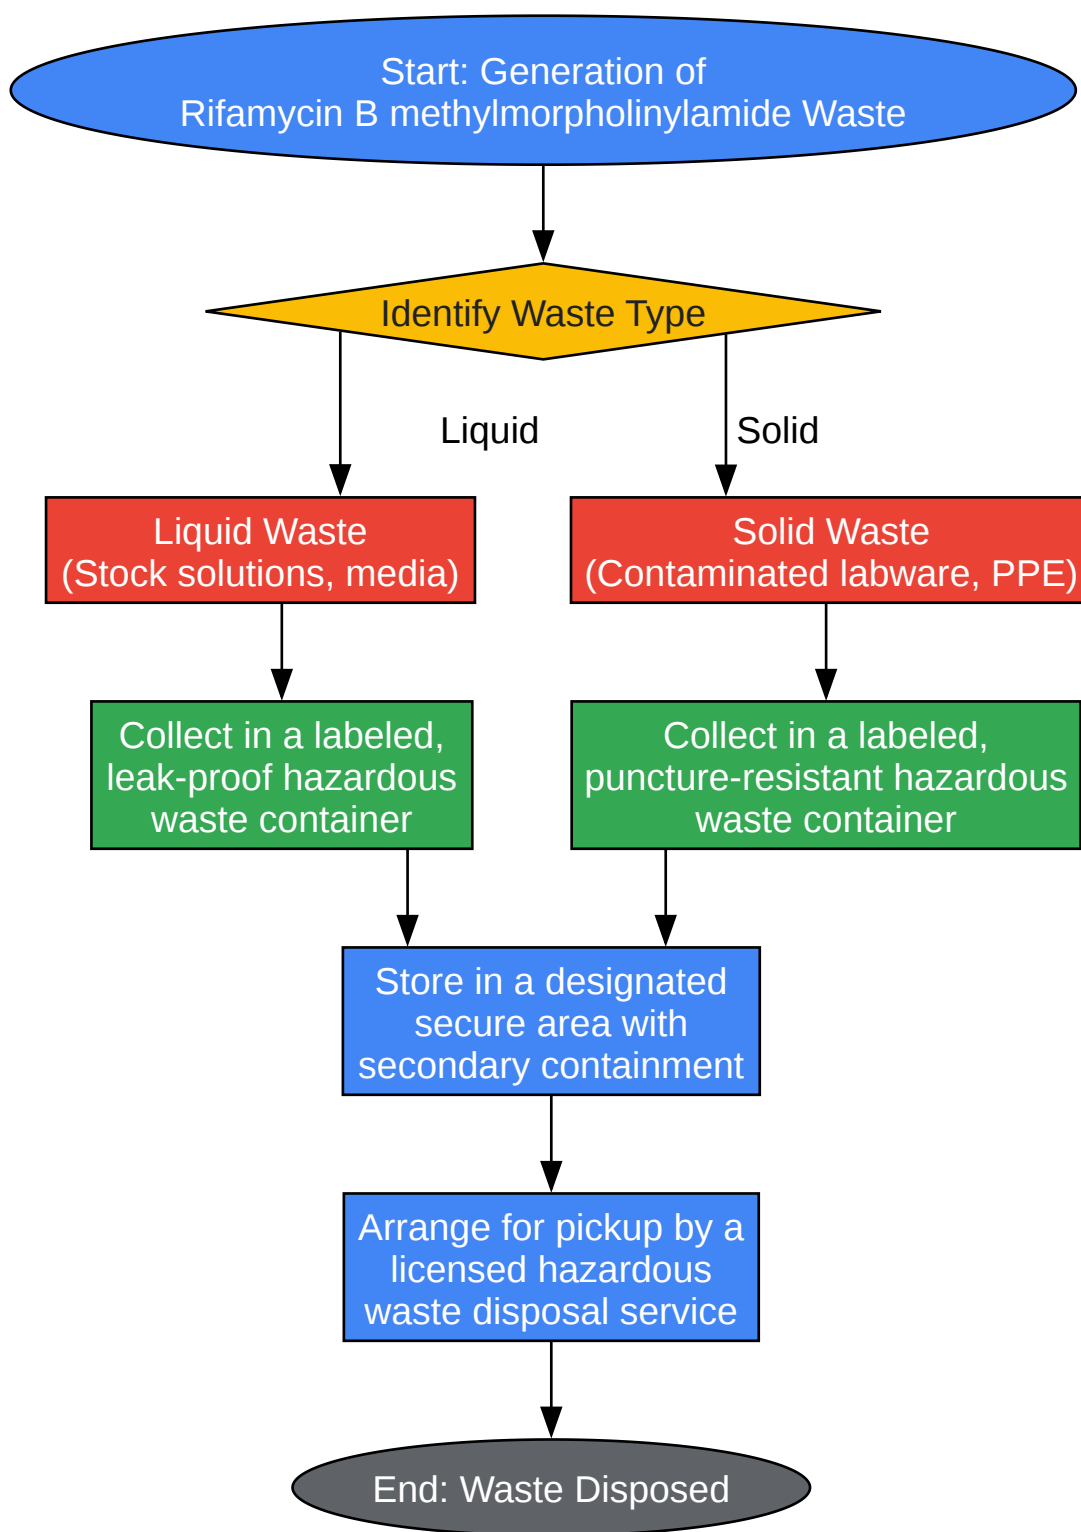 Start: Generation of
Rifamycin B methylmorpholinylamide Waste
Identify Waste Type
Liquid
Solid
Liquid Waste
(Stock solutions, media)
Solid Waste
(Contaminated labware, PPE)
Collect in a labeled,
leak-proof hazardous
waste container
Collect in a labeled,
puncture-resistant hazardous
waste container
Store in a designated
secure area with
secondary containment
Arrange for pickup by a
licensed hazardous
waste disposal service
End: Waste Disposed